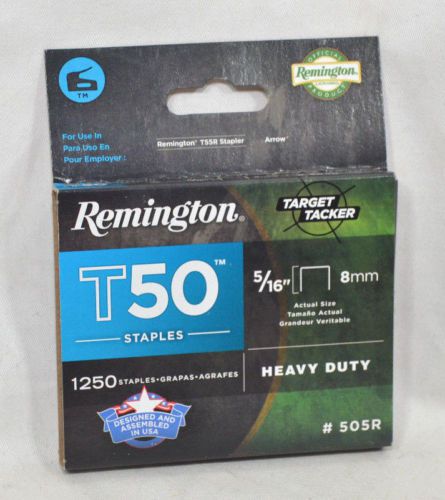 TM
OFFICIAL
Remington
PRODUCT
For Use In
Para Uso En
Pour Employer :
Remington® T55R Stapler
Arrow™
Remington®
TARGET
TACKER
T50™
STAPLES
5/16"
8mm
Actual Size
Tamaño Actual
Grandeur Veritable
1250 STAPLES•GRAPAS•AGRAFES
HEAVY DUTY
DESIGNED AND
ASSEMBLED
IN USA
# 505R